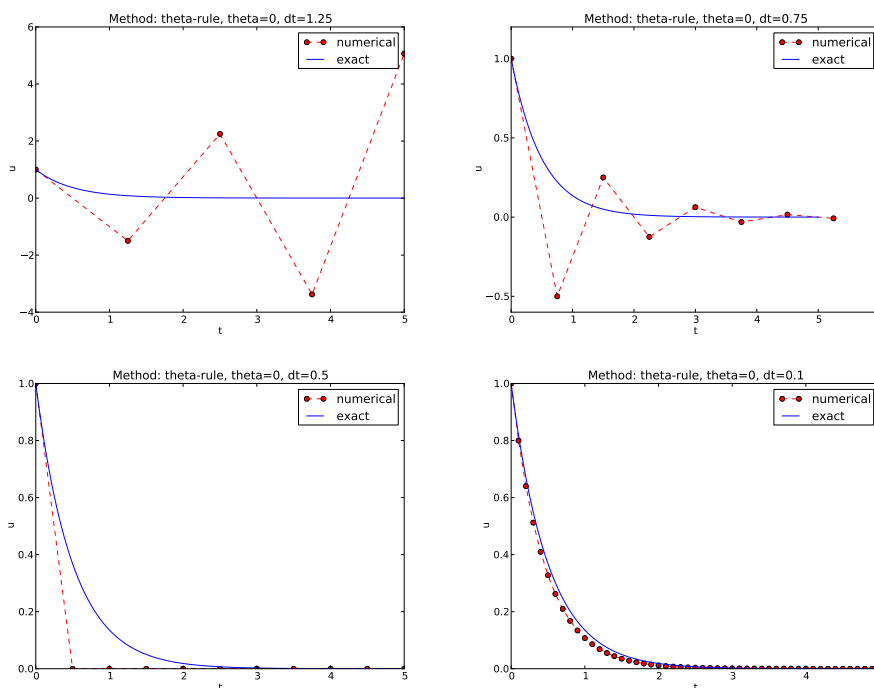 Method: theta-rule, theta=0, dt=1.25
numerical
exact
6
4
2
0
−2
−4
u
0 1 2 3 4 5
t
Method: theta-rule, theta=0, dt=0.75
numerical
exact
1.0
0.5
0.0
−0.5
u
0 1 2 3 4 5
t
Method: theta-rule, theta=0, dt=0.5
numerical
exact
1.0
0.8
0.6
0.4
0.2
0.0
u
0 1 2 3 4 5
t
Method: theta-rule, theta=0, dt=0.1
numerical
exact
1.0
0.8
0.6
0.4
0.2
0.0
u
0 1 2 3 4
t